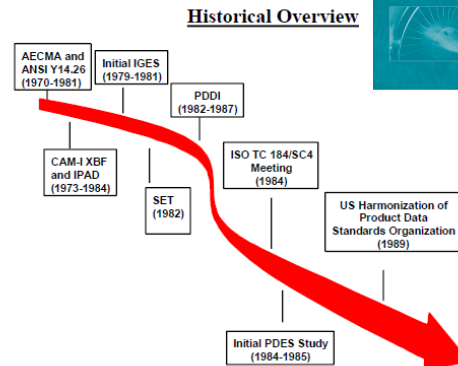 Historical Overview
AECMA and
ANSI Y14.26
(1970-1981)
Initial IGES
(1979-1981)
PDDI
(1982-1987)
CAM-I XBF
and IPAD
(1973-1984)
SET
(1982)
ISO TC 184/SC4
Meeting
(1984)
US Harmonization of
Product Data
Standards Organization
(1989)
Initial PDES Study
(1984-1985)